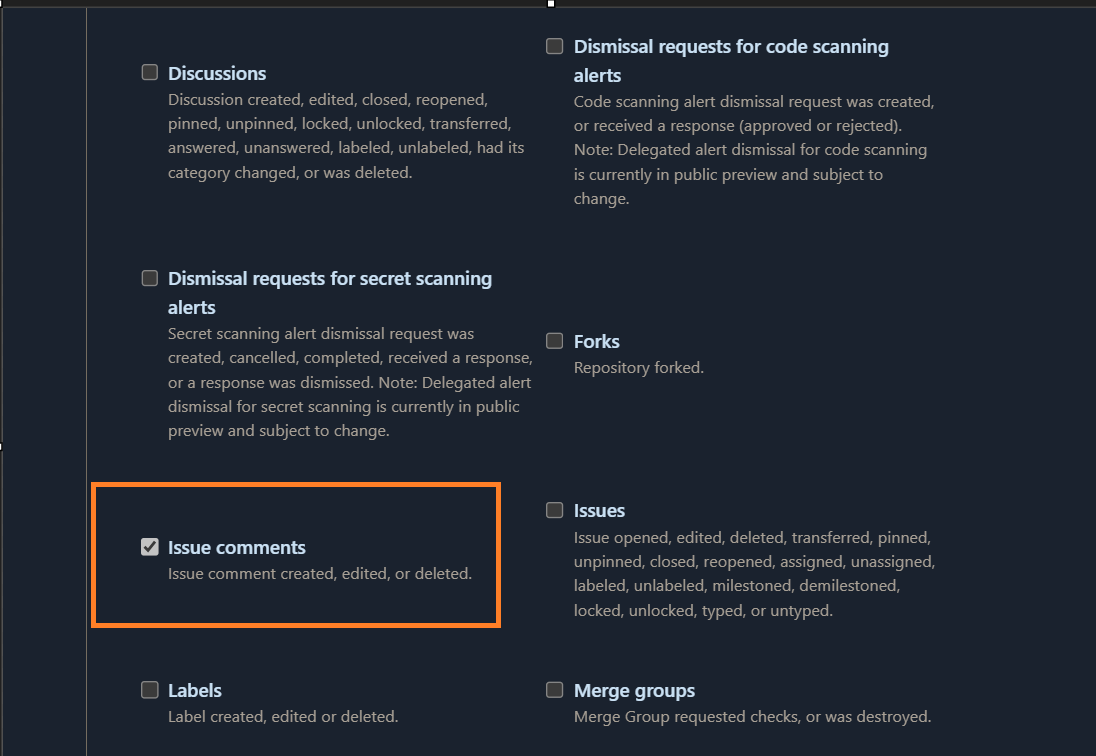 Discussions
Discussion created, edited, closed, reopened,
pinned, unpinned, locked, unlocked, transferred,
answered, unanswered, labeled, unlabeled, had its
category changed, or was deleted.
Dismissal requests for code scanning
alerts
Code scanning alert dismissal request was created,
or received a response (approved or rejected).
Note: Delegated alert dismissal for code scanning
is currently in public preview and subject to
change.
Dismissal requests for secret scanning
alerts
Secret scanning alert dismissal request was
created, cancelled, completed, received a response,
or a response was dismissed. Note: Delegated alert
dismissal for secret scanning is currently in public
preview and subject to change.
Forks
Repository forked.
Issue comments
Issue comment created, edited, or deleted.
Issues
Issue opened, edited, deleted, transferred, pinned,
unpinned, closed, reopened, assigned, unassigned,
labeled, unlabeled, milestoned, demilestoned,
locked, unlocked, typed, or untyped.
Labels
Label created, edited or deleted.
Merge groups
Merge Group requested checks, or was destroyed.